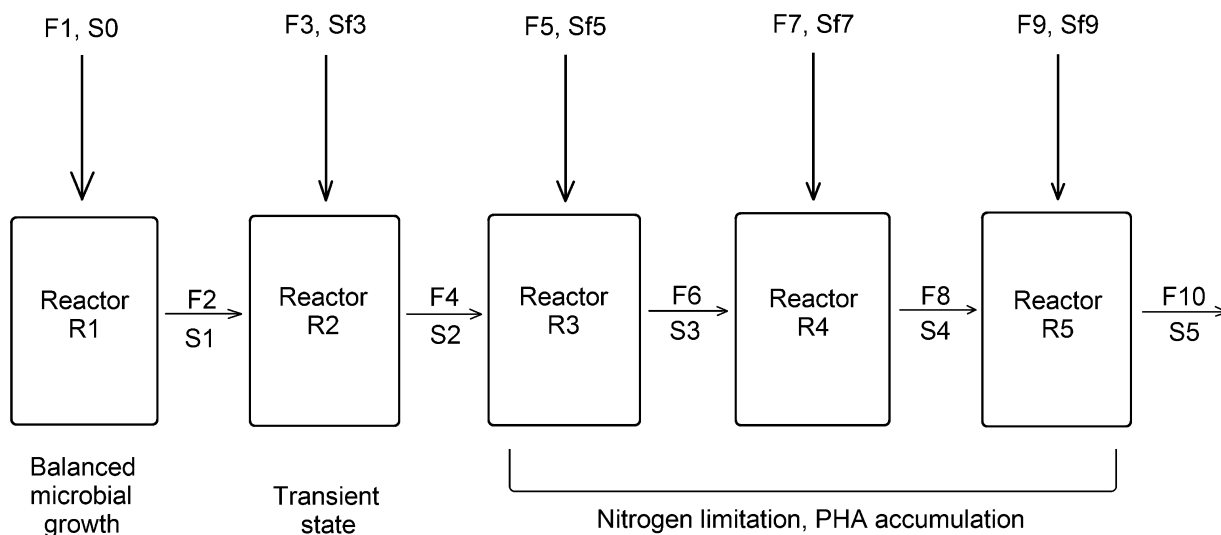 F1, S0
F3, Sf3
F5, Sf5
F7, Sf7
F9, Sf9
Reactor
R1
F2
S1
Reactor
R2
F4
S2
Reactor
R3
F6
S3
Reactor
R4
F8
S4
Reactor
R5
F10
S5
Balanced
microbial
growth
Transient
state
Nitrogen limitation, PHA accumulation